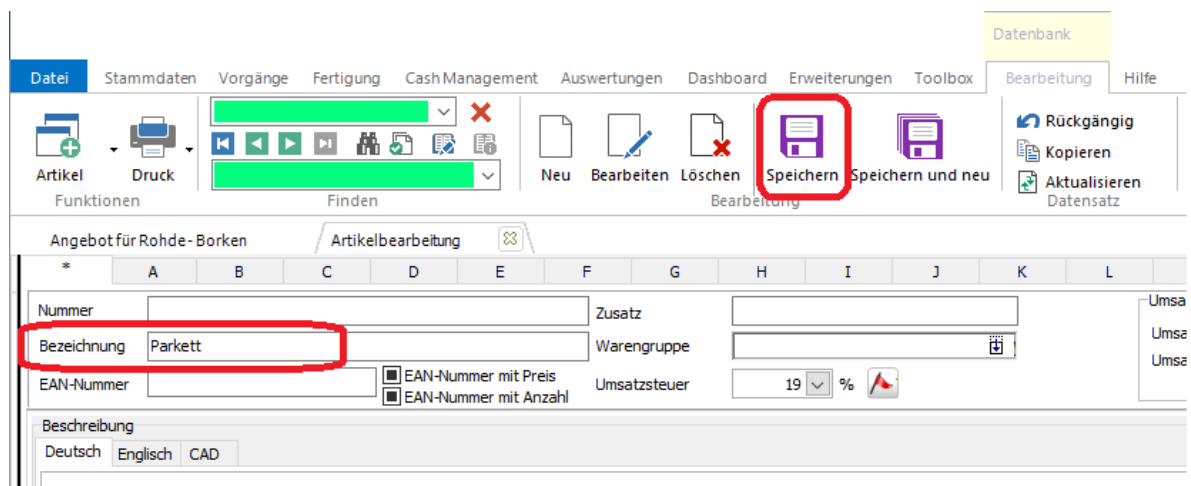 Datenbank
Datei Stammdaten Vorgänge Fertigung Cash Management Auswertungen Dashboard Erweiterungen Toolbox Bearbeitung Hilfe
Artikel Druck Neu Bearbeiten Löschen Speichern Speichern und neu
Rückgängig
Kopieren
Aktualisieren
Funktionen Finden Bearbeitung Datensatz
Angebot für Rohde-Borken Artikelbearbeitung
* A B C D E F G H I J K L
Nummer Zusatz Umsa
Bezeichnung Parkett Warengruppe Umsa
EAN-Nummer EAN-Nummer mit Preis Umsatzsteuer 19 % Umsa
EAN-Nummer mit Anzahl
Beschreibung
Deutsch Englisch CAD